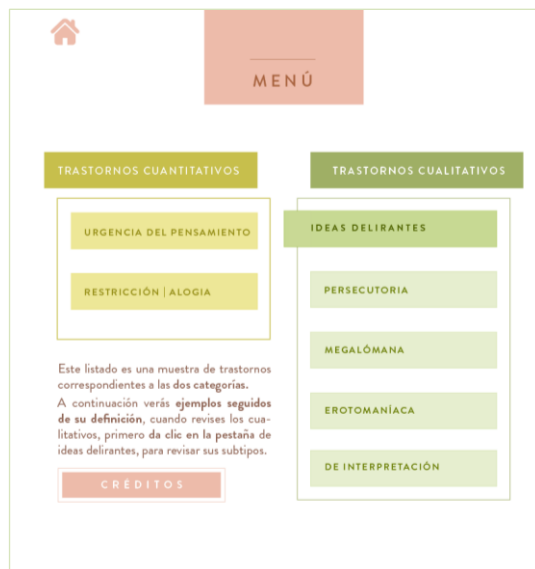 MENÚ
TRASTORNOS CUANTITATIVOS
URGENCIA DEL PENSAMIENTO
RESTRICCIÓN | ALOGIA
Este listado es una muestra de trastornos
correspondientes a las dos categorías.
A continuación verás ejemplos seguidos
de su definición, cuando revises los cua-
litativos, primero da clic en la pestaña de
ideas delirantes, para revisar sus subtipos.
CRÉDITOS
TRASTORNOS CUALITATIVOS
IDEAS DELIRANTES
PERSECUTORIA
MEGALÓMANA
EROTOMANÍACA
DE INTERPRETACIÓN